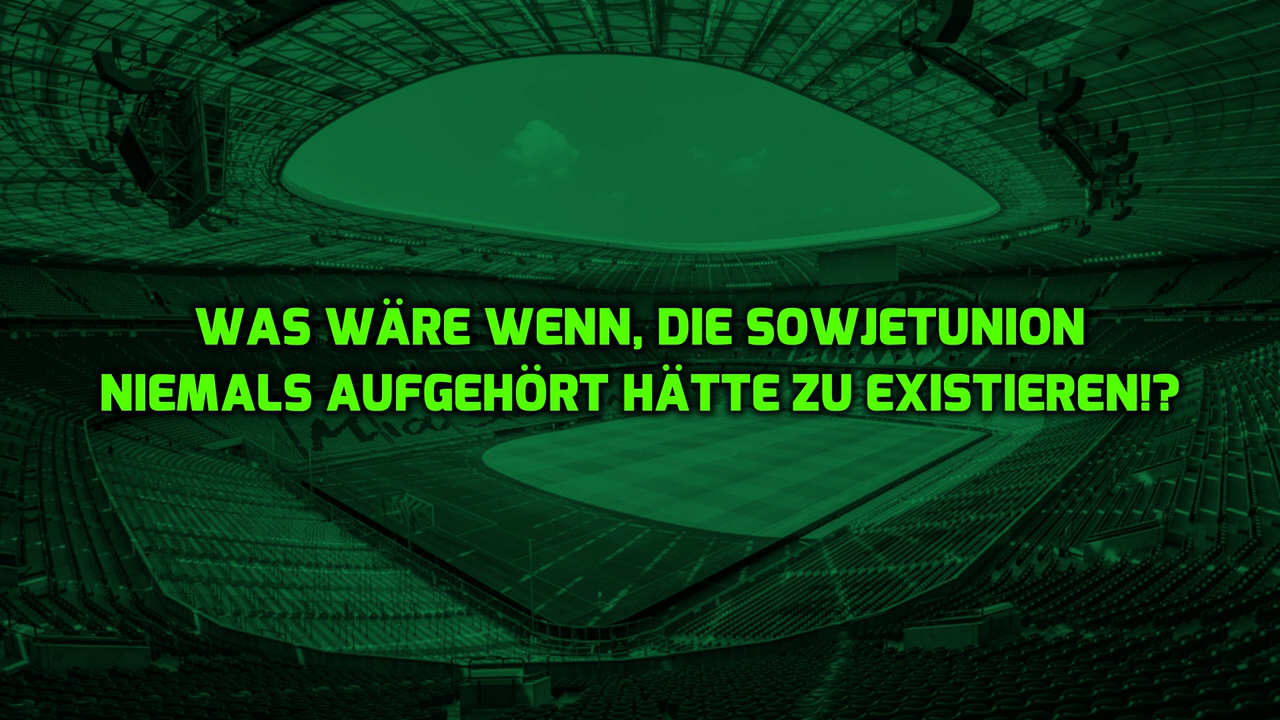 WAS WÄRE WENN, DIE SOWJETUNION
NIEMALS AUFGEHÖRT HÄTTE ZU EXISTIEREN!?